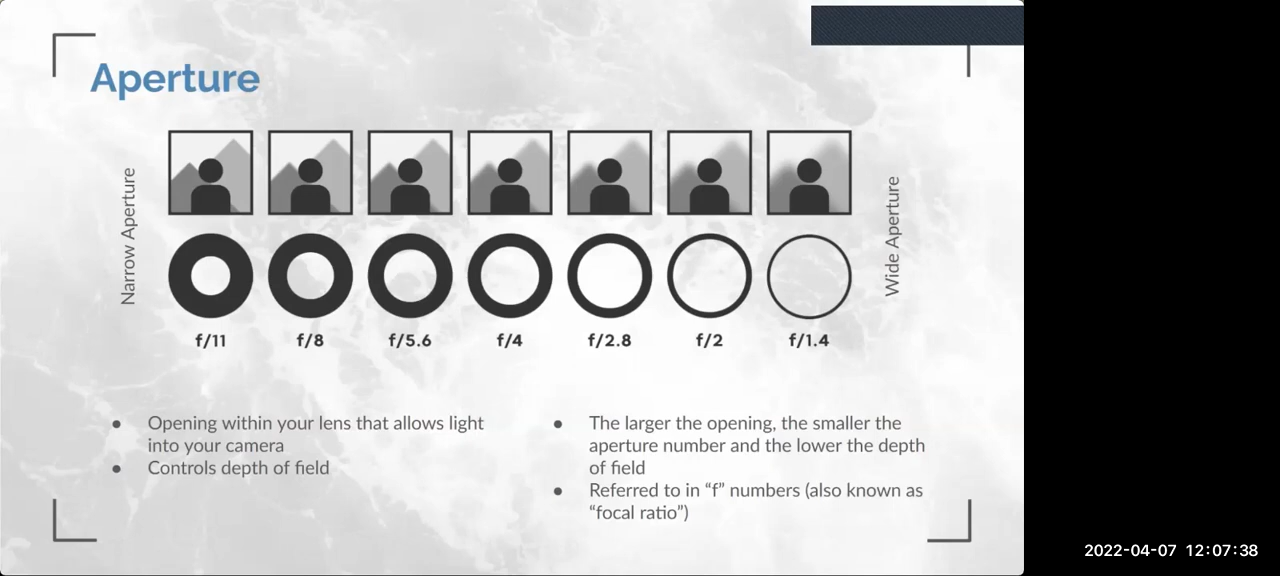 Aperture
Narrow Aperture
Wide Aperture
f/11 f/8 f/5.6 f/4 f/2.8 f/2 f/1.4
● Opening within your lens that allows light
into your camera
● Controls depth of field
● The larger the opening, the smaller the
aperture number and the lower the depth
of field
● Referred to in “f” numbers (also known as
“focal ratio”)
2022-04-07 12:07:38